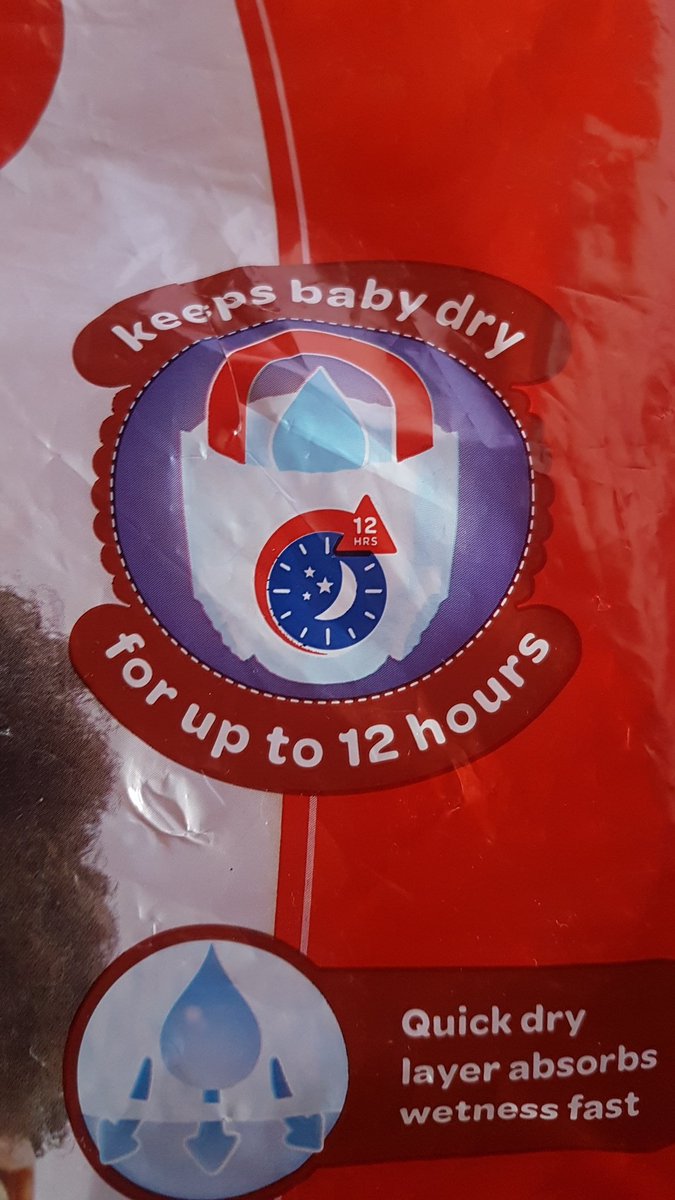 keeps baby dry
12
HRS
for up to 12 hours
Quick dry
layer absorbs
wetness fast